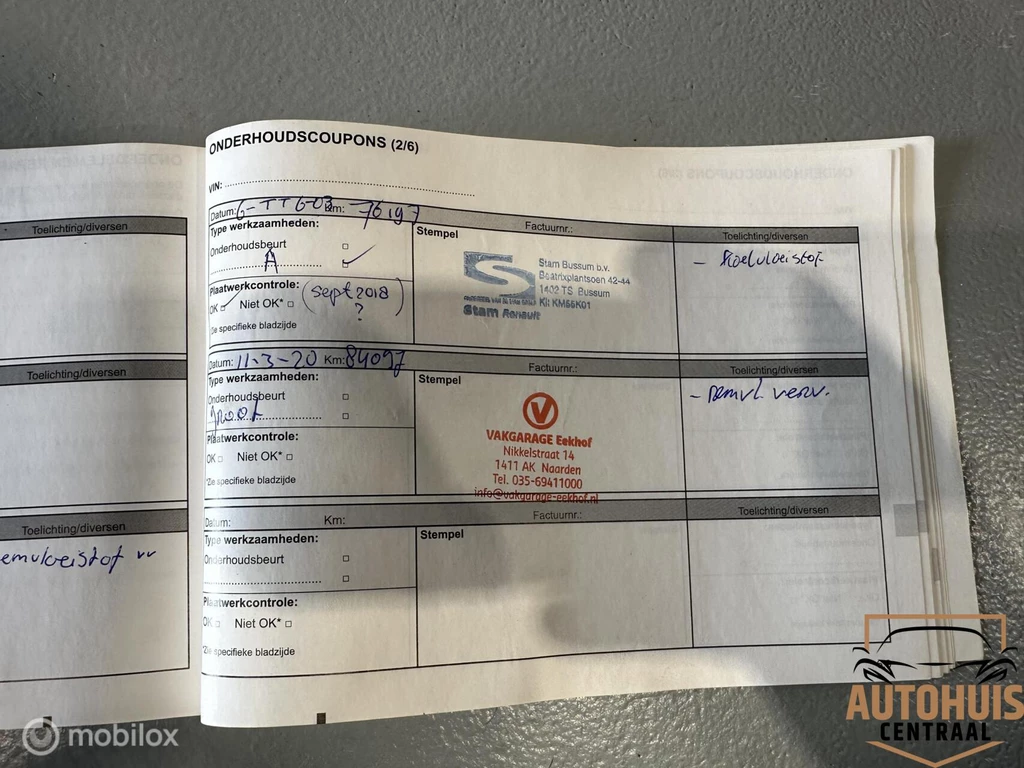 ONDERHOUDSCOUPONS (2/6)
VIN:
Datum: Km: 76197
Factuurnr.:
Toelichting/diversen
Type werkzaamheden:
Onderhoudsbeurt
A
Plaatwerkcontrole:
OK Niet OK*
(sept 2018
?)
*Zie specifieke bladzijde
Stempel
Stam Bussum b.v.
Beatrixplantsoen 42-44
1402 TS Bussum
KM56K01
Stam Renault
- Koelvloeistof
Datum: 11-3-20 Km: 84097
Factuurnr.:
Toelichting/diversen
Type werkzaamheden:
Onderhoudsbeurt
groot
Plaatwerkcontrole:
OK Niet OK*
*Zie specifieke bladzijde
Stempel
V
VAKGARAGE Eekhof
Nikkelstraat 14
1411 AK Naarden
Tel. 035-69411000
info@vakgarage-eekhof.nl
- Remvl. verv.
Datum: Km:
Factuurnr.:
Toelichting/diversen
Type werkzaamheden:
Onderhoudsbeurt
Plaatwerkcontrole:
OK Niet OK*
*Zie specifieke bladzijde
Stempel
Toelichting/diversen
Toelichting/diversen
Toelichting/diversen
emvloeistof vv
mobilox
AUTOHUIS
CENTRAAL